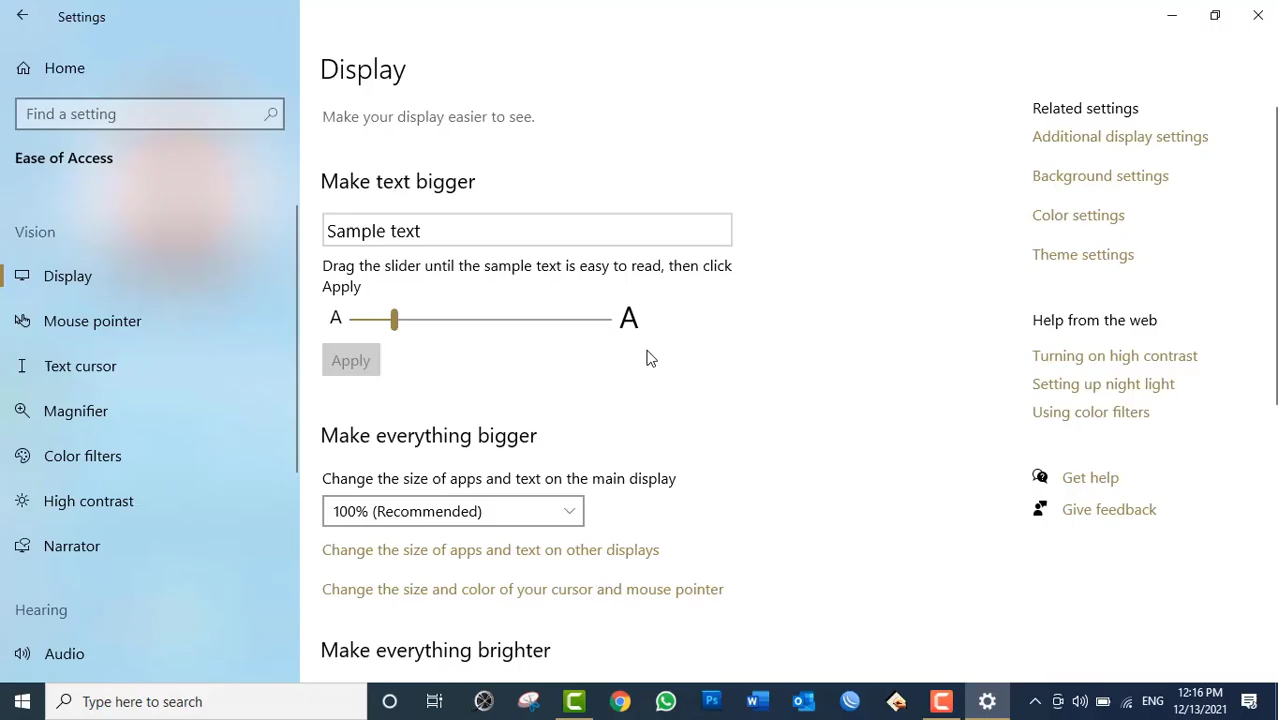 Settings
Home
Find a setting
Ease of Access
Vision
Display
Mouse pointer
Text cursor
Magnifier
Color filters
High contrast
Narrator
Hearing
Audio
Display
Make your display easier to see.
Make text bigger
Sample text
Drag the slider until the sample text is easy to read, then click
Apply
A A
Apply
Make everything bigger
Change the size of apps and text on the main display
100% (Recommended)
Change the size of apps and text on other displays
Change the size and color of your cursor and mouse pointer
Make everything brighter
Related settings
Additional display settings
Background settings
Color settings
Theme settings
Help from the web
Turning on high contrast
Setting up night light
Using color filters
Get help
Give feedback
Type here to search
ENG
12:16 PM
12/13/2021